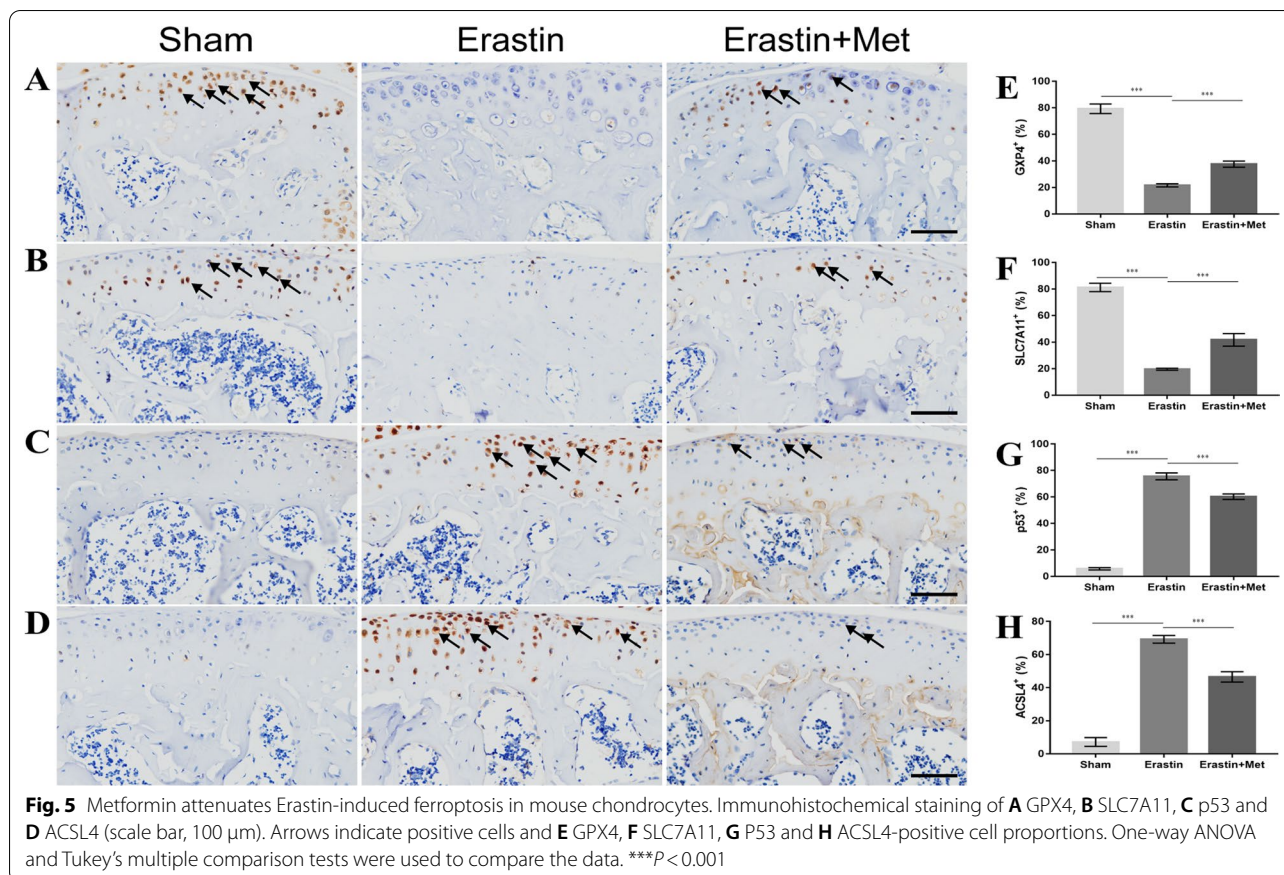 Sham Erastin Erastin+Met
A
B
C
D
E
GXP4⁺ (%)
100
80
60
40
20
0
*** ***
Sham Erastin Erastin+Met
F
SLC7A11⁺ (%)
100
80
60
40
20
0
*** ***
Sham Erastin Erastin+Met
G
p53⁺ (%)
100
80
60
40
20
0
*** ***
Sham Erastin Erastin+Met
H
ACSL4⁺ (%)
80
60
40
20
0
*** ***
Sham Erastin Erastin+Met
Fig. 5 Metformin attenuates Erastin-induced ferroptosis in mouse chondrocytes. Immunohistochemical staining of A GPX4, B SLC7A11, C p53 and
D ACSL4 (scale bar, 100 μm). Arrows indicate positive cells and E GPX4, F SLC7A11, G P53 and H ACSL4-positive cell proportions. One-way ANOVA
and Tukey’s multiple comparison tests were used to compare the data. ***P < 0.001